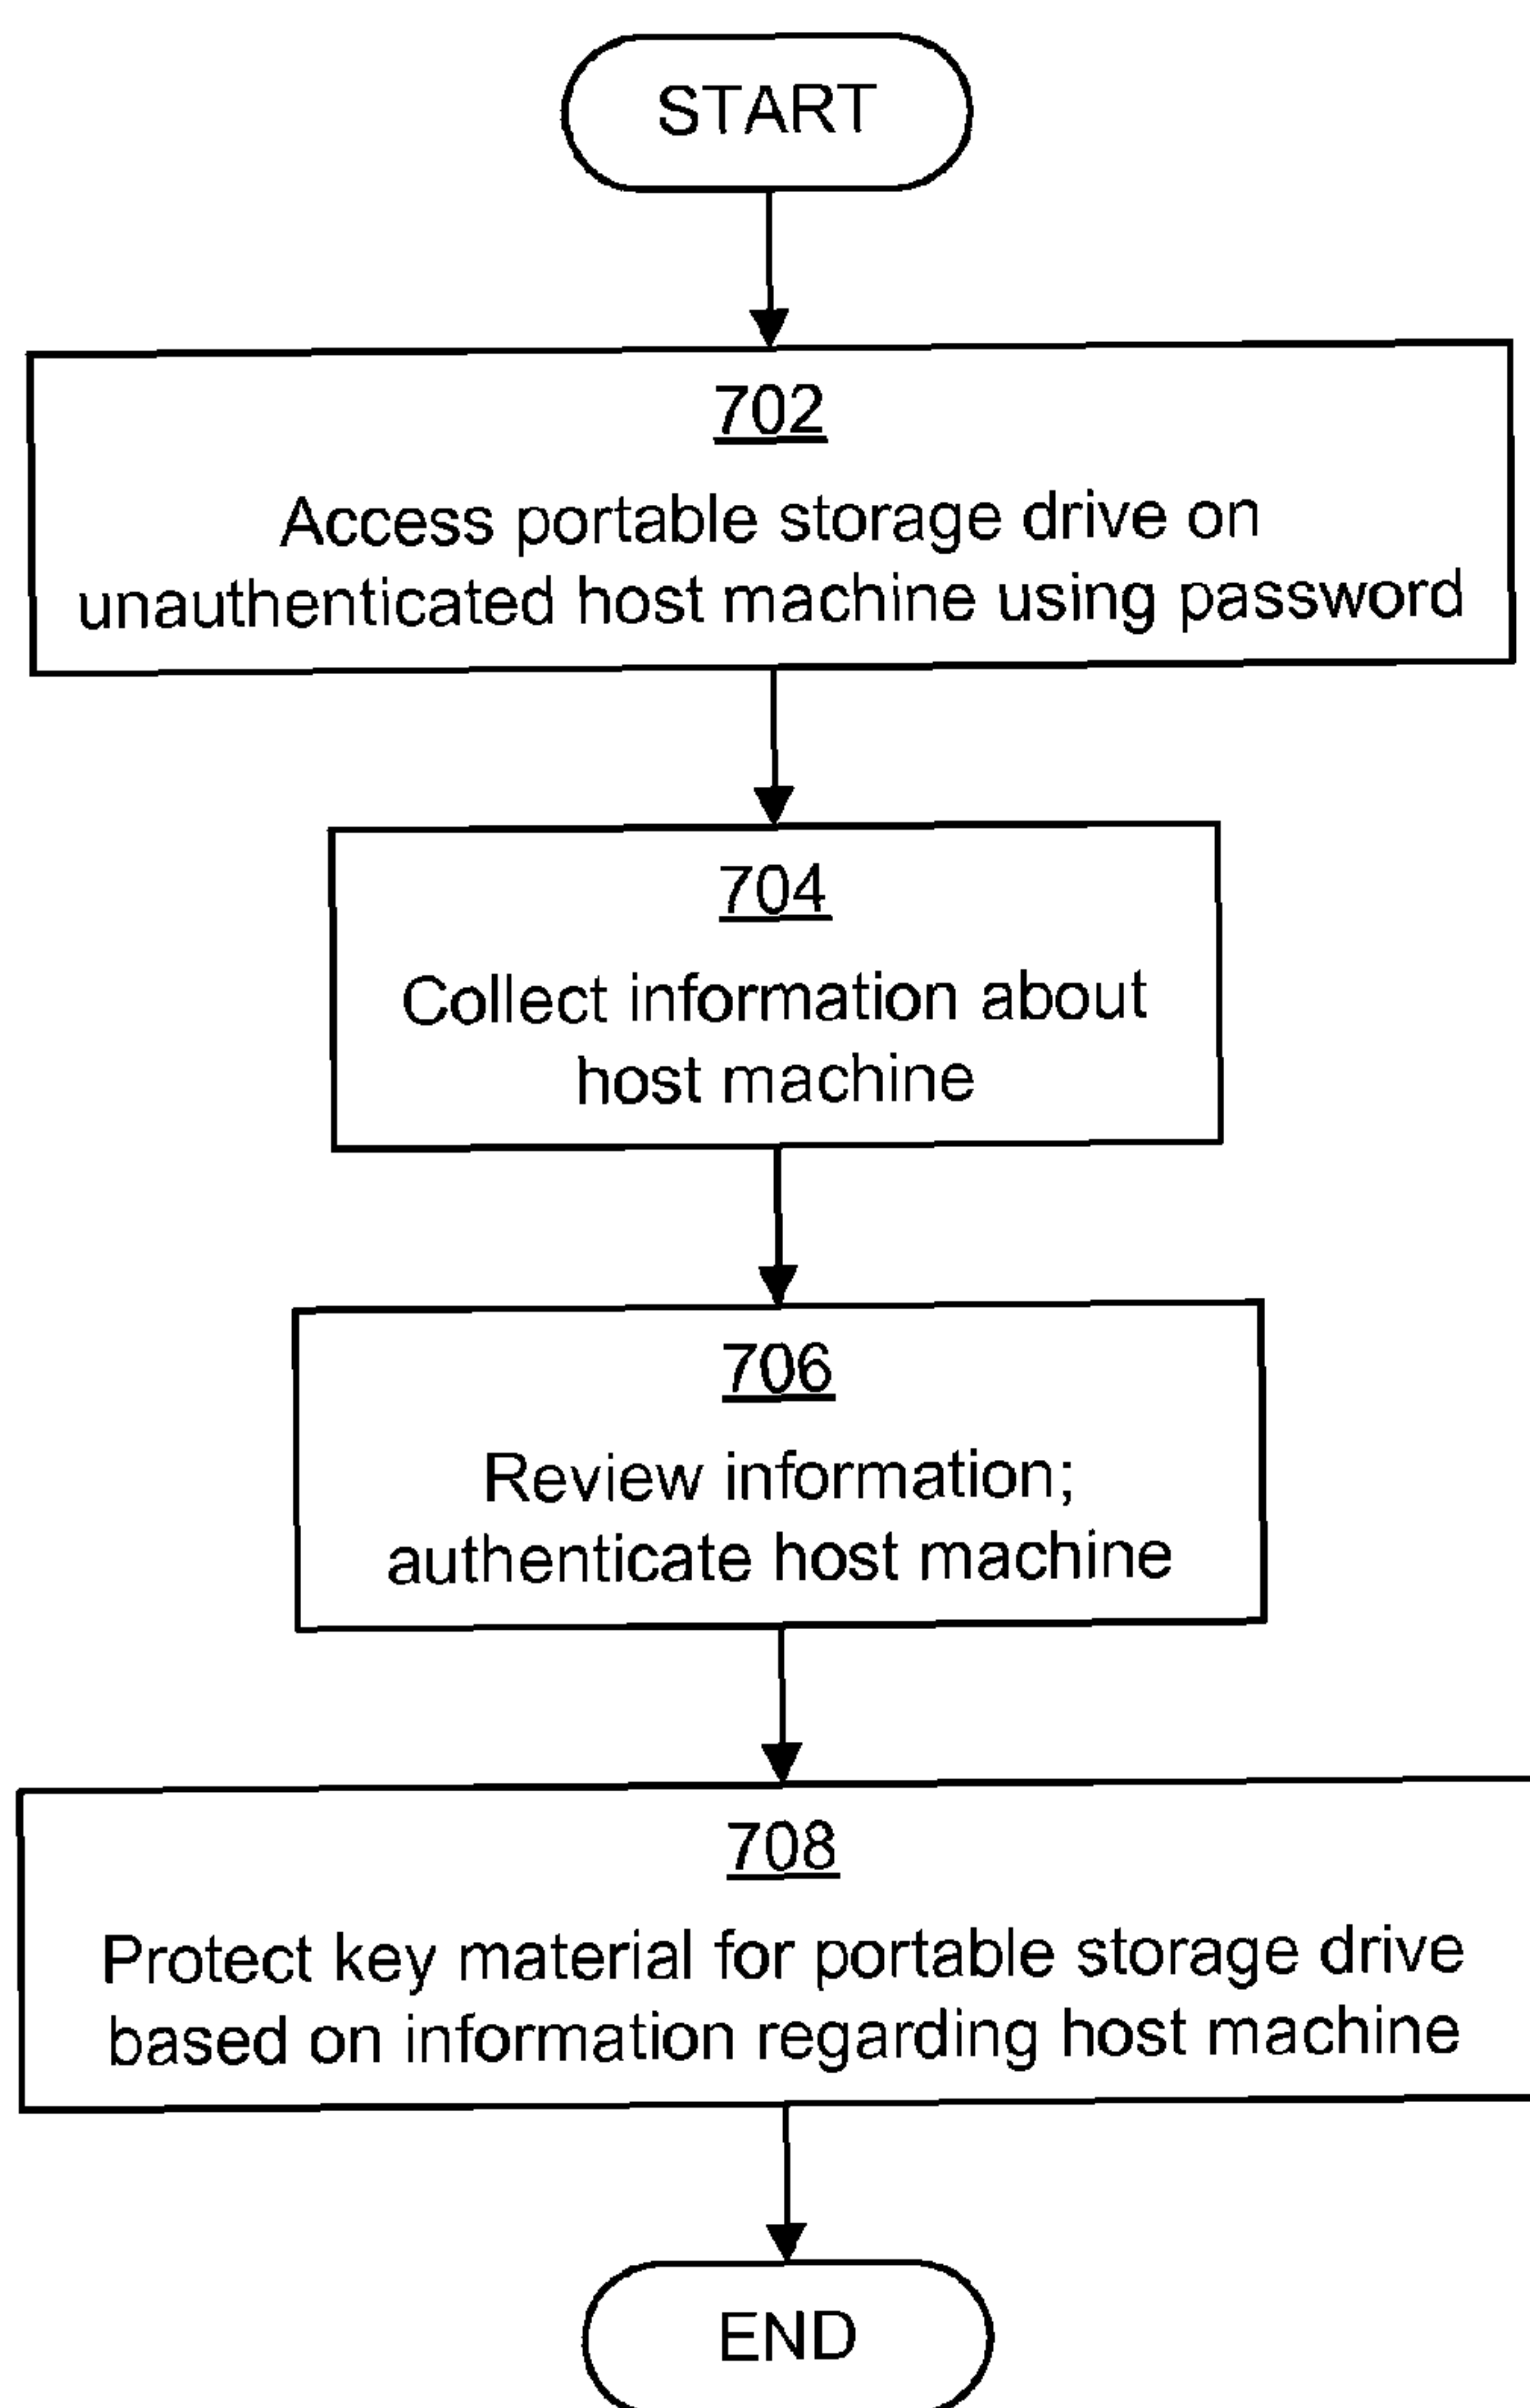 START
702
Access portable storage drive on
unauthenticated host machine using password
704
Collect information about
host machine
706
Review information;
authenticate host machine
708
Protect key material for portable storage drive
based on information regarding host machine
END